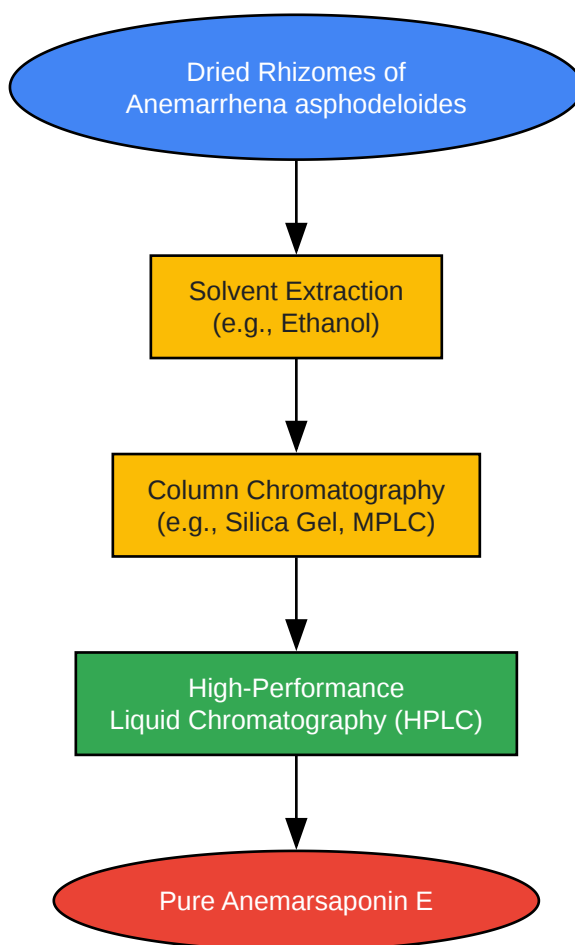 Dried Rhizomes of
Anemarrhena asphodeloides
Solvent Extraction
(e.g., Ethanol)
Column Chromatography
(e.g., Silica Gel, MPLC)
High-Performance
Liquid Chromatography (HPLC)
Pure Anemarsaponin E